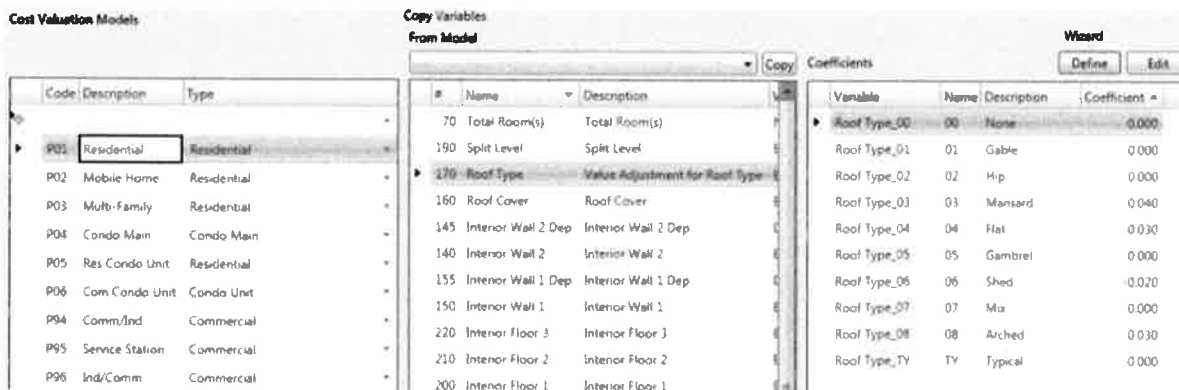 Cost Valuation Models
Code Description Type
P01 Residential Residential
P02 Mobile Home Residential
P03 Multi-Family Residential
P04 Condo Main Condo Main
P05 Res Condo Unit Residential
P06 Com Condo Unit Condo Unit
P94 Comm/Ind Commercial
P95 Service Station Commercial
P96 Ind/Comm Commercial
Copy Variables
From Model
Copy
# Name Description
70 Total Room(s) Total Room(s)
190 Split Level Split Level
170 Roof Type Value Adjustment for Roof Type
160 Roof Cover Roof Cover
145 Interior Wall 2 Dep Interior Wall 2 Dep
140 Interior Wall 2 Interior Wall 2
155 Interior Wall 1 Dep Interior Wall 1 Dep
150 Interior Wall 1 Interior Wall 1
220 Interior Floor 3 Interior Floor 3
210 Interior Floor 2 Interior Floor 2
200 Interior Floor 1 Interior Floor 1
Wizard
Coefficients Define Edit
Variable Name Description Coefficient
Roof Type_00 00 None 0.000
Roof Type_01 01 Gable 0.000
Roof Type_02 02 Hip 0.000
Roof Type_03 03 Mansard 0.040
Roof Type_04 04 Flat 0.030
Roof Type_05 05 Gambrel 0.000
Roof Type_06 06 Shed -0.020
Roof Type_07 07 Mix 0.000
Roof Type_08 08 Arched 0.030
Roof Type_TY TY Typical 0.000